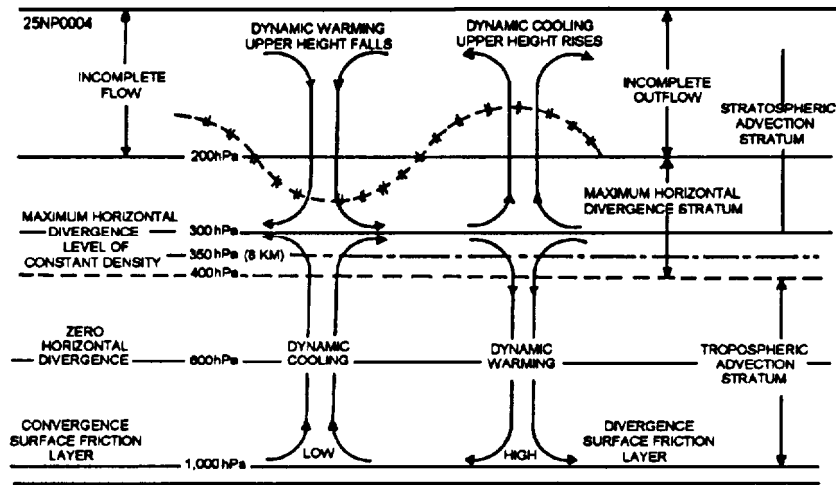 25NP0004
DYNAMIC WARMING
UPPER HEIGHT FALLS
DYNAMIC COOLING
UPPER HEIGHT RISES
INCOMPLETE
FLOW
INCOMPLETE
OUTFLOW
STRATOSPHERIC
ADVECTION
STRATUM
200hPa
MAXIMUM HORIZONTAL
DIVERGENCE STRATUM
MAXIMUM HORIZONTAL
DIVERGENCE
LEVEL OF
CONSTANT DENSITY
300hPa
350hPa (8 KM)
400hPa
ZERO
HORIZONTAL
DIVERGENCE
600hPa
DYNAMIC
COOLING
DYNAMIC
WARMING
TROPOSPHERIC
ADVECTION
STRATUM
CONVERGENCE
SURFACE FRICTION
LAYER
LOW
HIGH
DIVERGENCE
SURFACE FRICTION
LAYER
1,000hPa